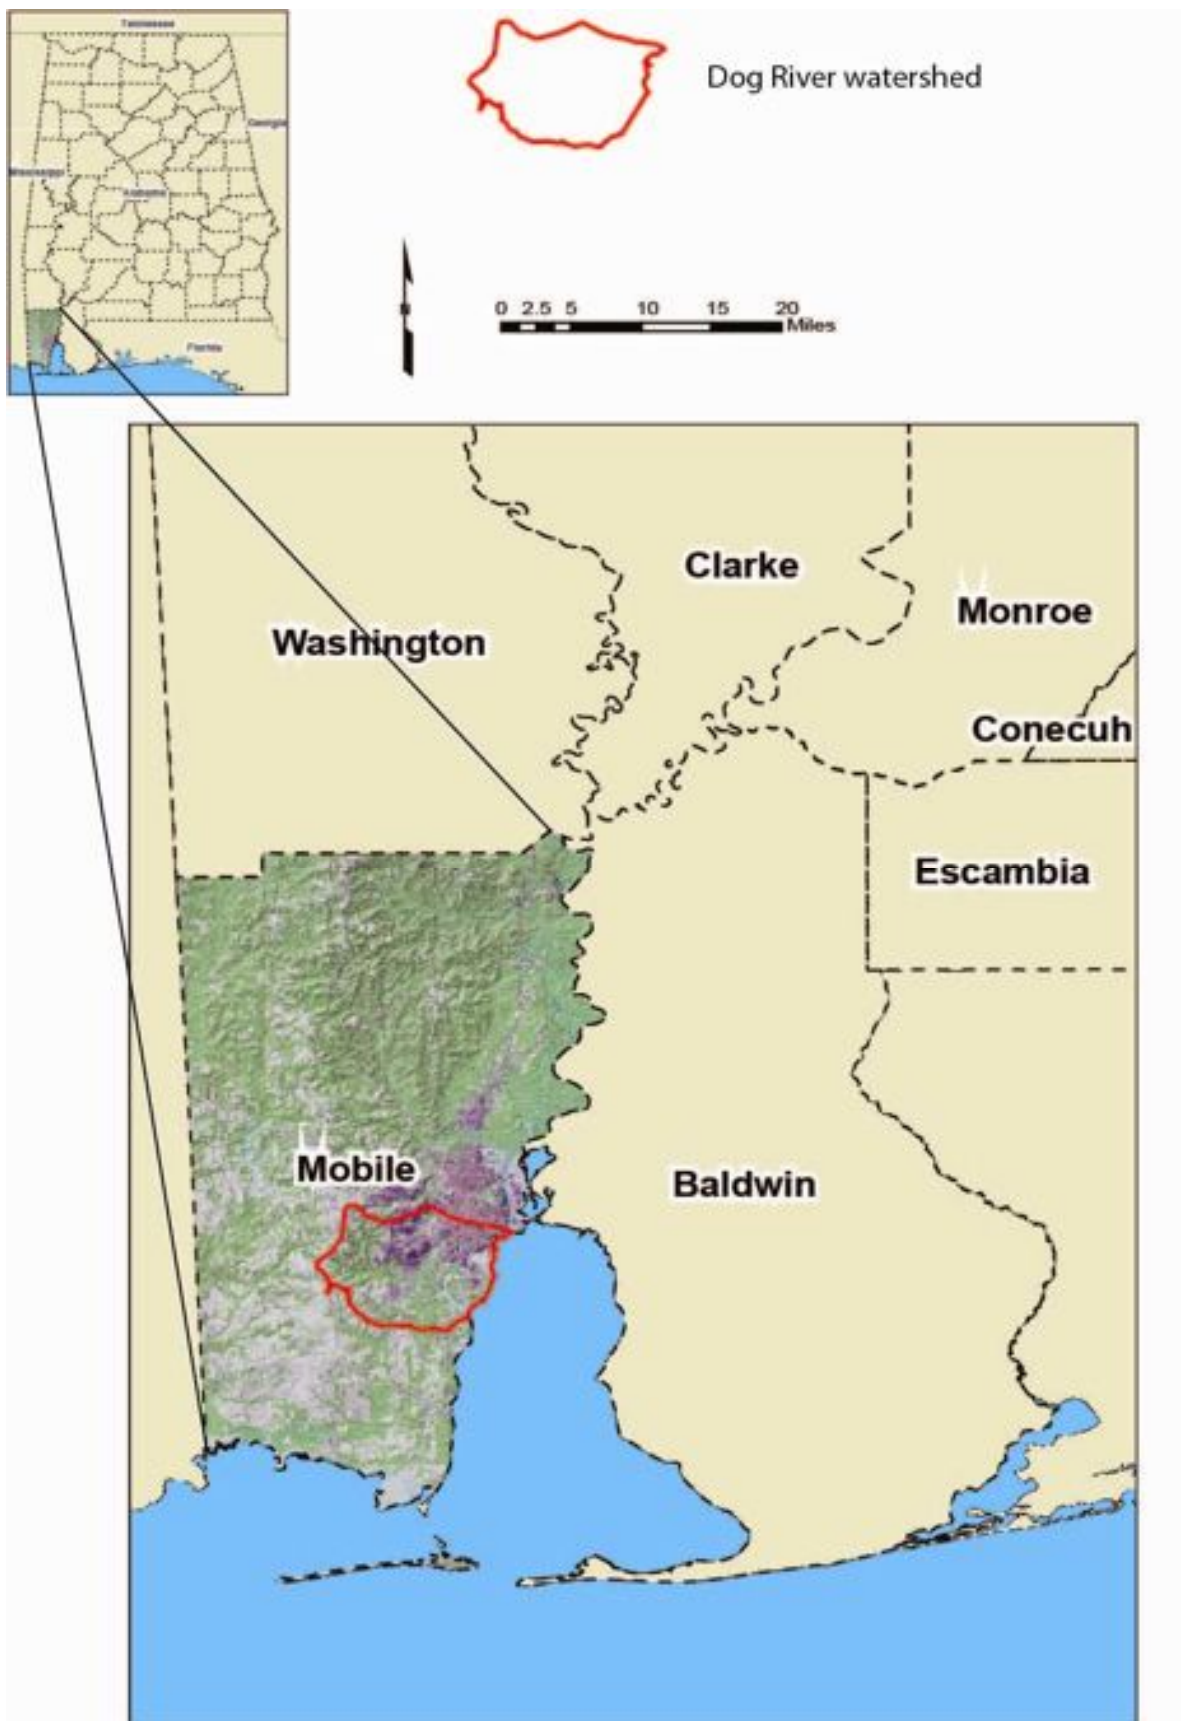 Tennessee
Georgia
Mississippi
Alabama
Florida
Dog River watershed
N
0 2.5 5 10 15 20
Miles
Clarke
Monroe
Washington
Conecuh
Escambia
Mobile
Baldwin